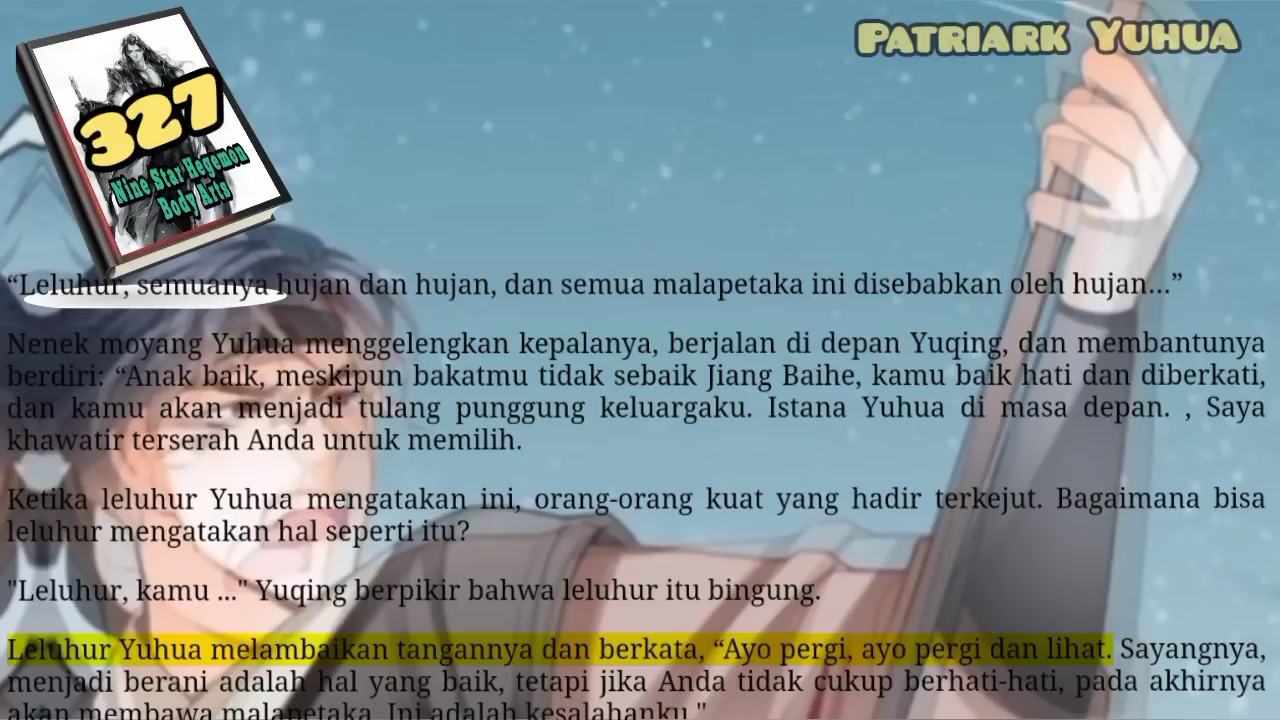 Patriark Yuhua
327
Nine Star Hegemon
Body Arts
“Leluhur, semuanya hujan dan hujan, dan semua malapetaka ini disebabkan oleh hujan...”
Nenek moyang Yuhua menggelengkan kepalanya, berjalan di depan Yuqing, dan membantunya
berdiri: “Anak baik, meskipun bakatmu tidak sebaik Jiang Baihe, kamu baik hati dan diberkati,
dan kamu akan menjadi tulang punggung keluargaku. Istana Yuhua di masa depan. , Saya
khawatir terserah Anda untuk memilih.
Ketika leluhur Yuhua mengatakan ini, orang-orang kuat yang hadir terkejut. Bagaimana bisa
leluhur mengatakan hal seperti itu?
"Leluhur, kamu ..." Yuqing berpikir bahwa leluhur itu bingung.
Leluhur Yuhua melambaikan tangannya dan berkata, “Ayo pergi, ayo pergi dan lihat. Sayangnya,
menjadi berani adalah hal yang baik, tetapi jika Anda tidak cukup berhati-hati, pada akhirnya
akan membawa malapetaka. Ini adalah kesalahanku."